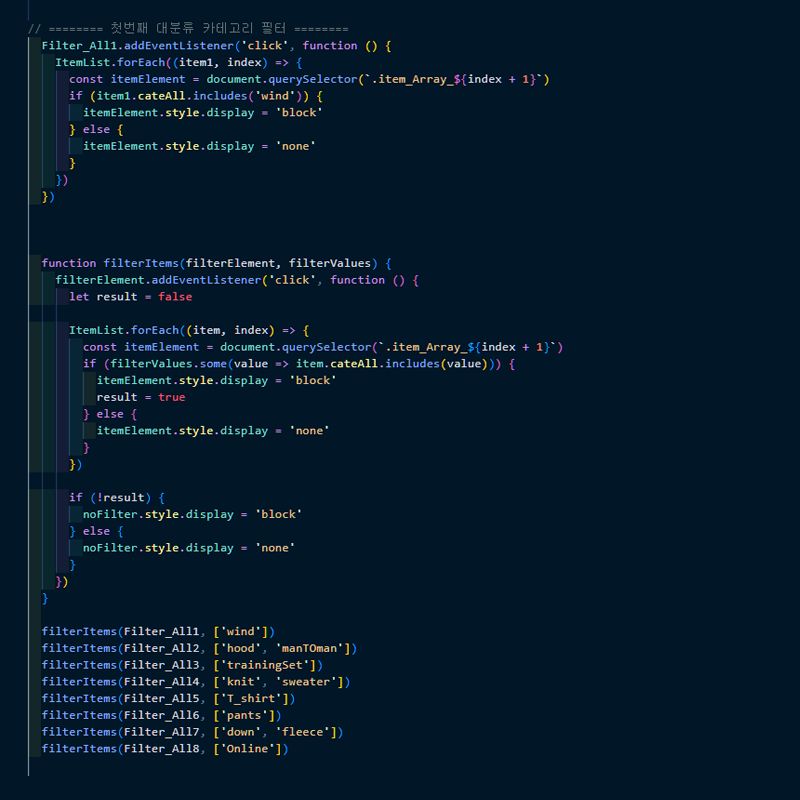 // ======== 첫번째 대분류 카테고리 필터 ========
Filter_All1.addEventListener('click', function () {
ItemList.forEach((item1, index) => {
const itemElement = document.querySelector(`.item_Array_${index + 1}`)
if (item1.cateAll.includes('wind')) {
itemElement.style.display = 'block'
} else {
itemElement.style.display = 'none'
}
})
})
function filterItems(filterElement, filterValues) {
filterElement.addEventListener('click', function () {
let result = false
ItemList.forEach((item, index) => {
const itemElement = document.querySelector(`.item_Array_${index + 1}`)
if (filterValues.some(value => item.cateAll.includes(value))) {
itemElement.style.display = 'block'
result = true
} else {
itemElement.style.display = 'none'
}
})
if (!result) {
noFilter.style.display = 'block'
} else {
noFilter.style.display = 'none'
}
})
}
filterItems(Filter_All1, ['wind'])
filterItems(Filter_All2, ['hood', 'manTOman'])
filterItems(Filter_All3, ['trainingSet'])
filterItems(Filter_All4, ['knit', 'sweater'])
filterItems(Filter_All5, ['T_shirt'])
filterItems(Filter_All6, ['pants'])
filterItems(Filter_All7, ['down', 'fleece'])
filterItems(Filter_All8, ['Online'])